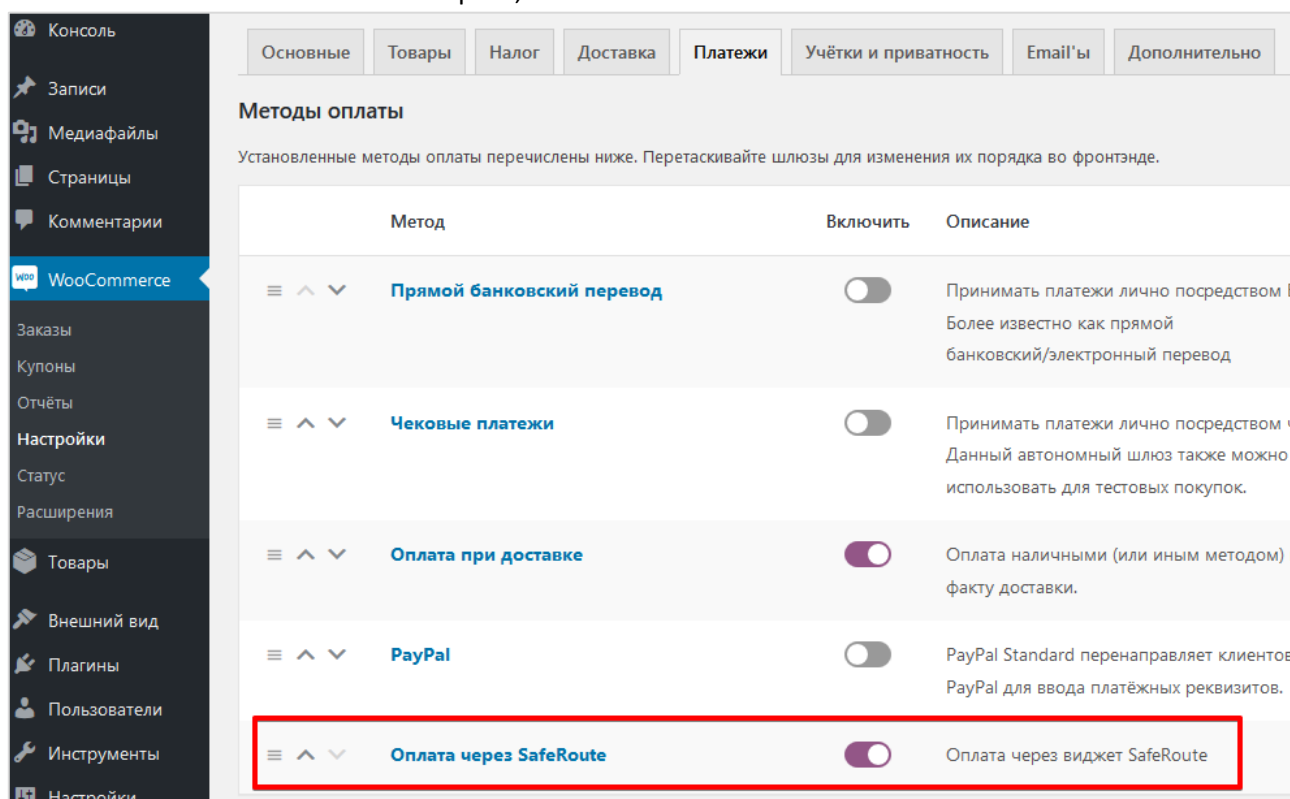 Консоль
Записи
Медиафайлы
Страницы
Комментарии
WooCommerce
Заказы
Купоны
Отчёты
Настройки
Статус
Расширения
Товары
Внешний вид
Плагины
Пользователи
Инструменты
Настройки
Основные Товары Налог Доставка Платежи Учётки и приватность Email'ы Дополнительно
Методы оплаты
Установленные методы оплаты перечислены ниже. Перетаскивайте шлюзы для изменения их порядка во фронтэнде.
Метод Включить Описание
Прямой банковский перевод
Принимать платежи лично посредством
Более известно как прямой
банковский/электронный перевод
Чековые платежи
Принимать платежи лично посредством
Данный автономный шлюз также можно
использовать для тестовых покупок.
Оплата при доставке
Оплата наличными (или иным методом)
факту доставки.
PayPal
PayPal Standard перенаправляет клиентов
PayPal для ввода платёжных реквизитов.
Оплата через SafeRoute
Оплата через виджет SafeRoute